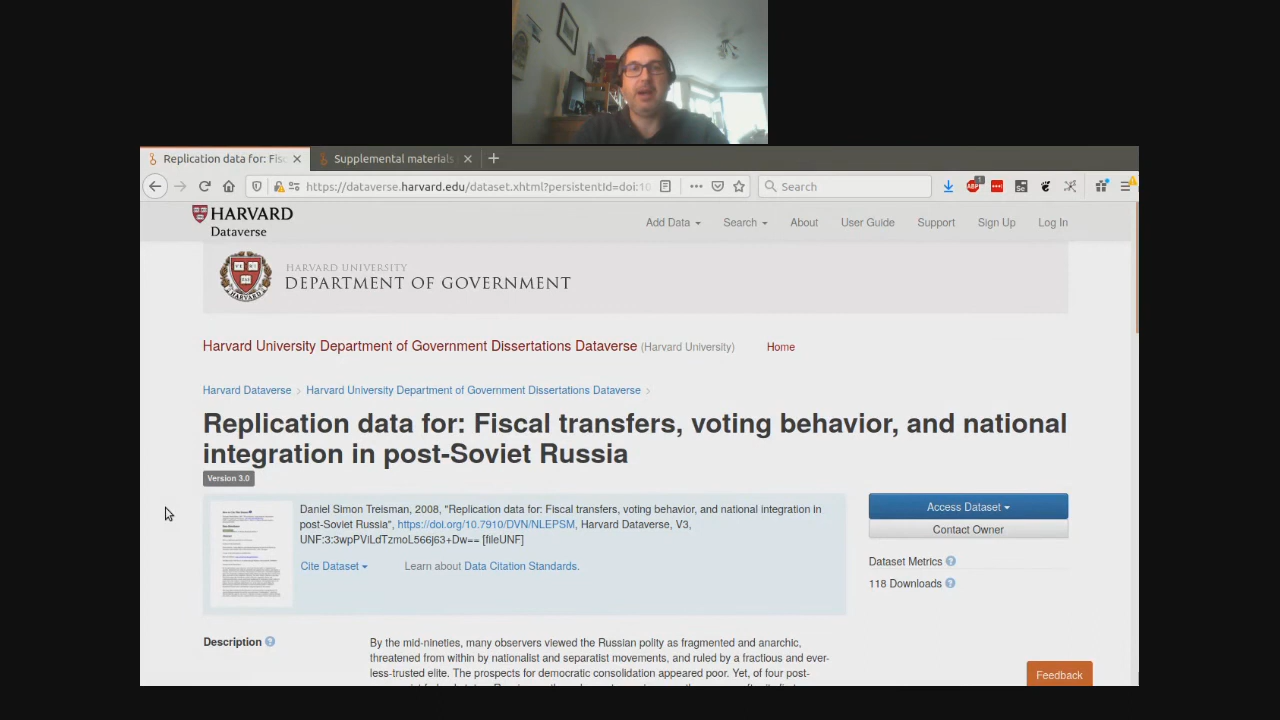 Replication data for: Fisc
Supplemental materials
https://dataverse.harvard.edu/dataset.xhtml?persistentId=doi:10
Search
HARVARD
Dataverse
Add Data
Search
About
User Guide
Support
Sign Up
Log In
HARVARD UNIVERSITY
DEPARTMENT OF GOVERNMENT
Harvard University Department of Government Dissertations Dataverse (Harvard University) Home
Harvard Dataverse > Harvard University Department of Government Dissertations Dataverse >
Replication data for: Fiscal transfers, voting behavior, and national
integration in post-Soviet Russia
Version 3.0
Daniel Simon Treisman, 2008, "Replication data for: Fiscal transfers, voting behavior, and national integration in
post-Soviet Russia", https://doi.org/10.7910/DVN/NLEPSM, Harvard Dataverse, V3,
UNF:3:3wpPViLdTzmoL566j63+Dw== [fileUNF]
Cite Dataset
Learn about Data Citation Standards.
Access Dataset
Contact Owner
Dataset Metrics
118 Downloads
Description
By the mid-nineties, many observers viewed the Russian polity as fragmented and anarchic,
threatened from within by nationalist and separatist movements, and ruled by a fractious and ever-
less-trusted elite. The prospects for democratic consolidation appeared poor. Yet, of four post-
Feedback